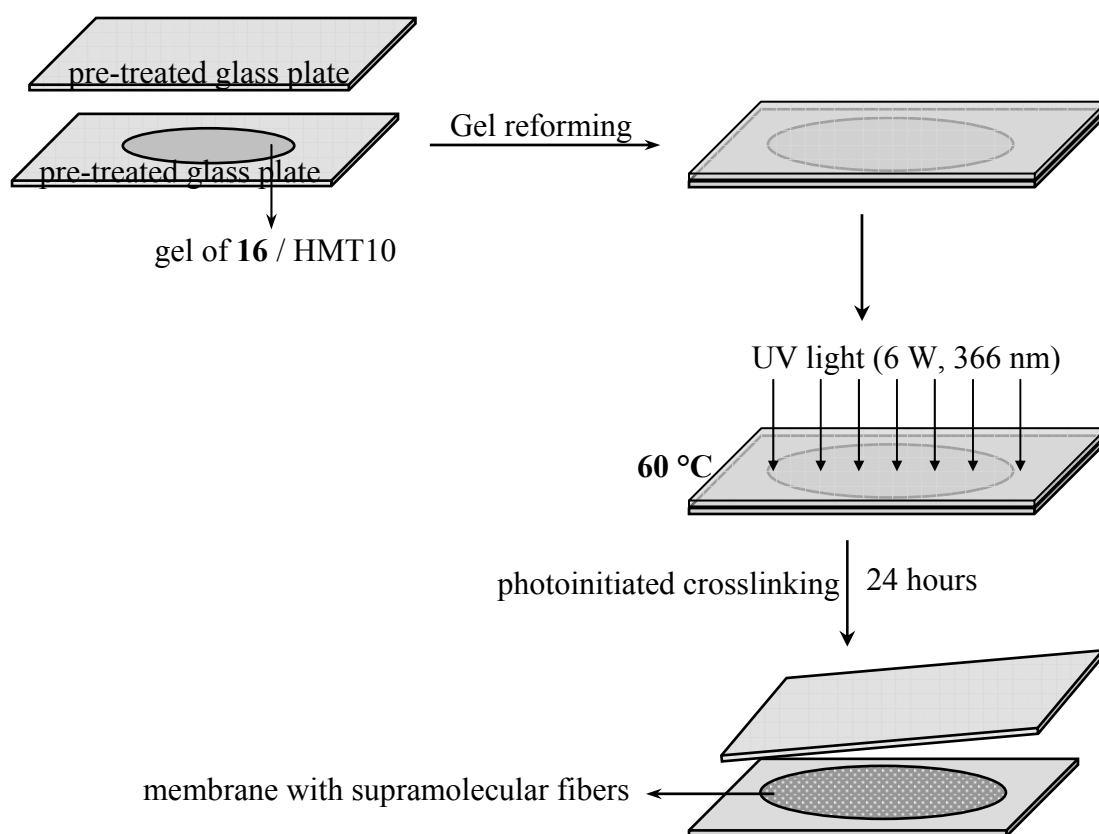 pre-treated glass plate
Gel reforming
pre-treated glass plate
gel of 16 / HMT10
UV light (6 W, 366 nm)
60 °C
photoinitiated crosslinking
24 hours
membrane with supramolecular fibers